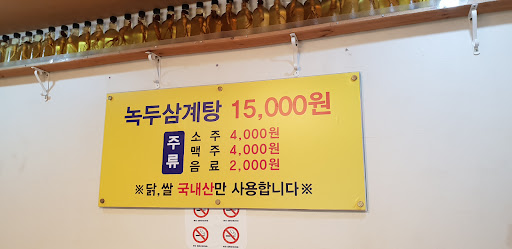 녹두삼계탕 15,000원
주류
소주 4,000원
맥주 4,000원
음료 2,000원
※닭,쌀 국내산만 사용합니다※